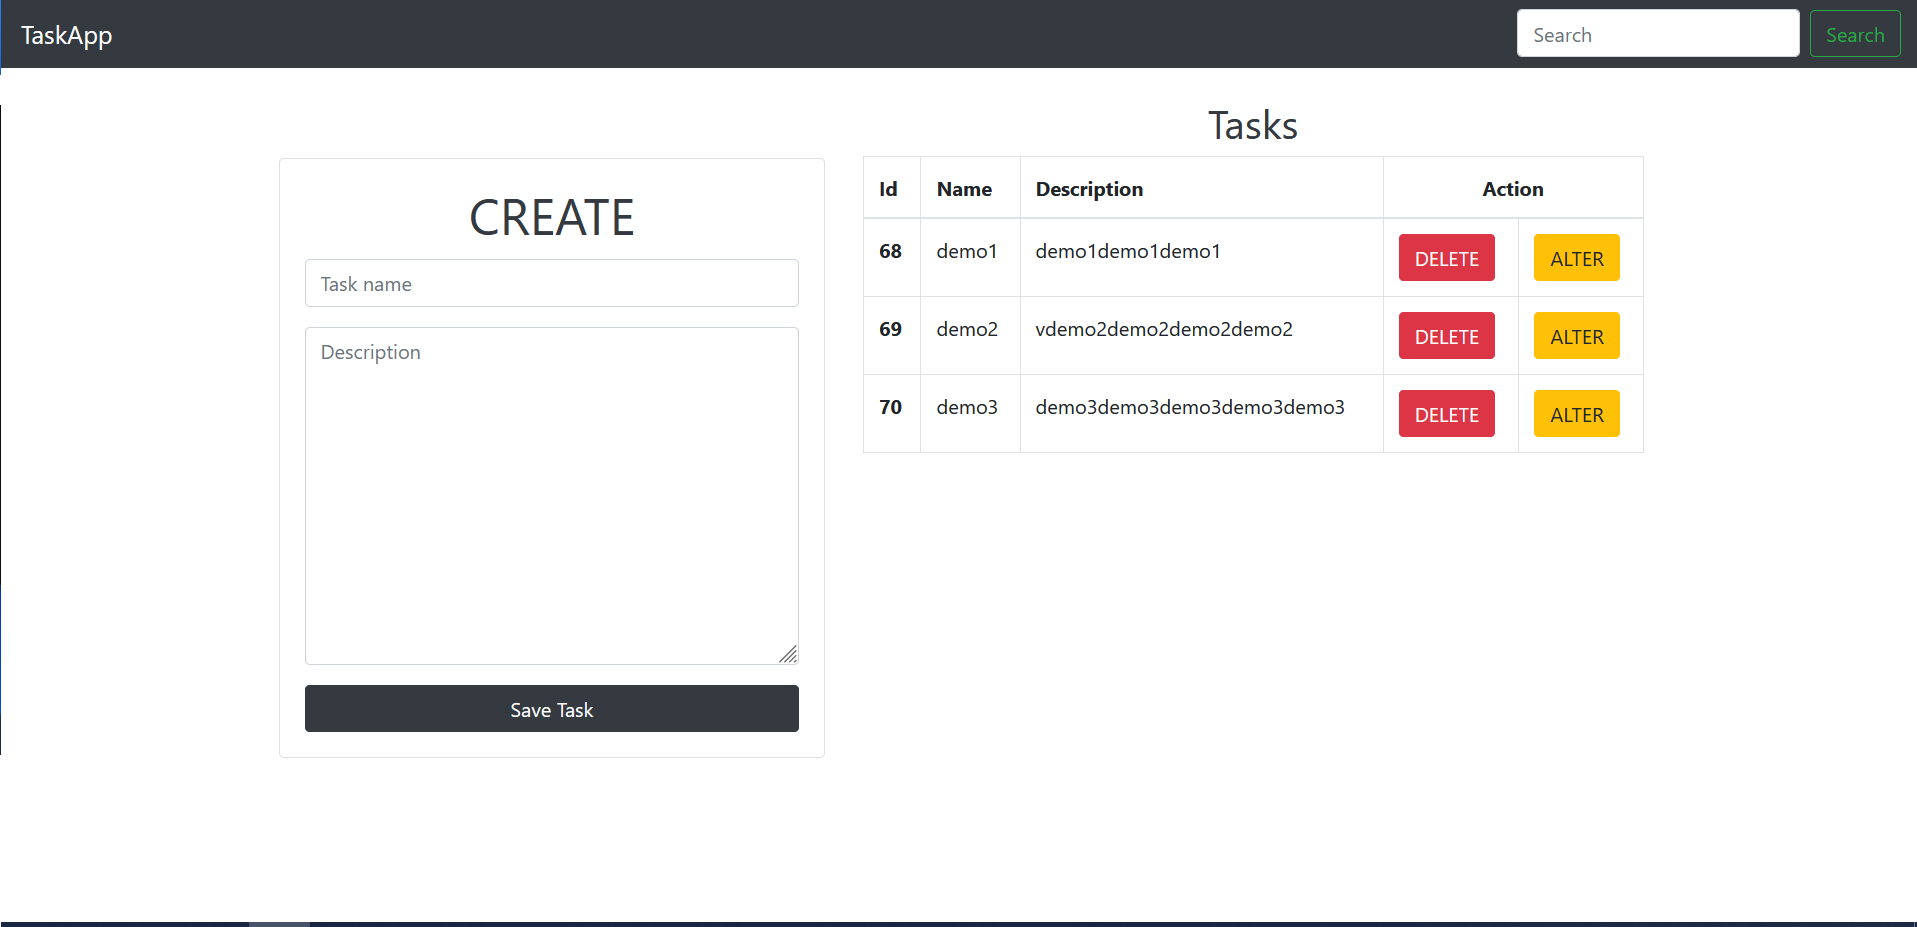 TaskApp
Search Search
CREATE
Task name
Description
Save Task
Tasks
Id Name Description Action
68 demo1 demo1demo1demo1 DELETE ALTER
69 demo2 vdemo2demo2demo2demo2 DELETE ALTER
70 demo3 demo3demo3demo3demo3demo3 DELETE ALTER